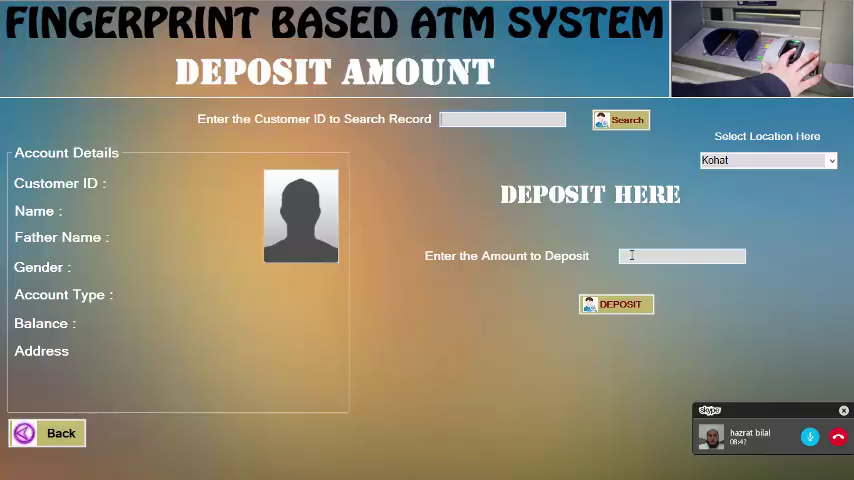 FINGERPRINT BASED ATM SYSTEM
DEPOSIT AMOUNT
Enter the Customer ID to Search Record
Search
Select Location Here
Kohat
Account Details
Customer ID :
Name :
Father Name :
Gender :
Account Type :
Balance :
Address
DEPOSIT HERE
Enter the Amount to Deposit
DEPOSIT
Back
skype
hazrat bilal
08:42